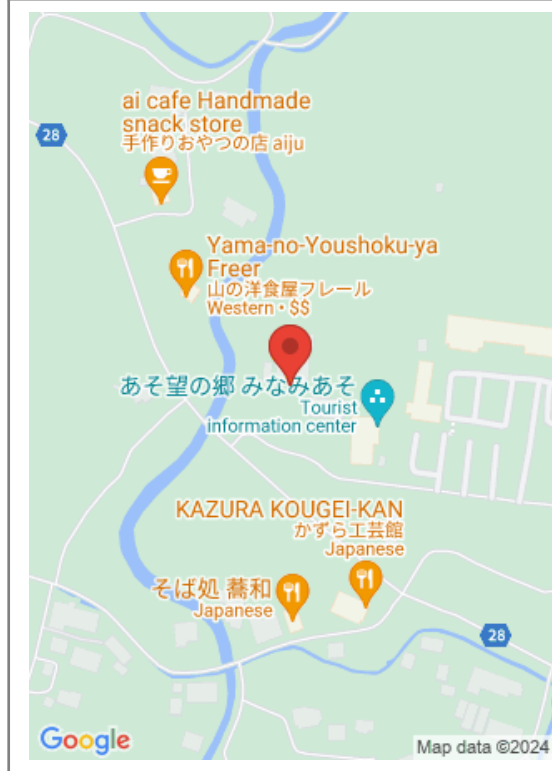 ai cafe Handmade
snack store
手作りおやつの店 aiju
28
Yama-no-Youshoku-ya
Freer
山の洋食屋フレール
Western • $$
あそ望の郷 みなみあそ
Tourist
information center
KAZURA KOUGEI-KAN
かずら工芸館
Japanese
そば処 蕎和
Japanese
28
Google
Map data ©2024